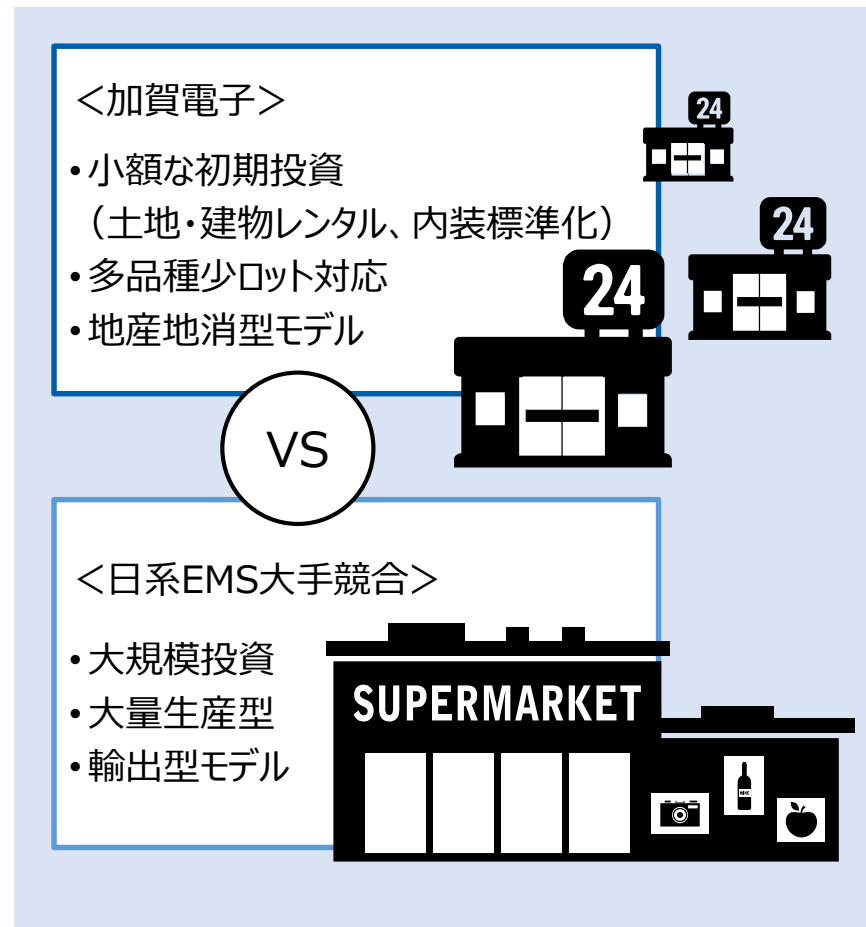 <加賀電子>
24
•小額な初期投資
(土地・建物レンタル、内装標準化)
24
•多品種少ロット対応
24
•地産地消型モデル
VS
<日系EMS大手競合>
•大規模投資
•大量生産型
•輸出型モデル
SUPERMARKET